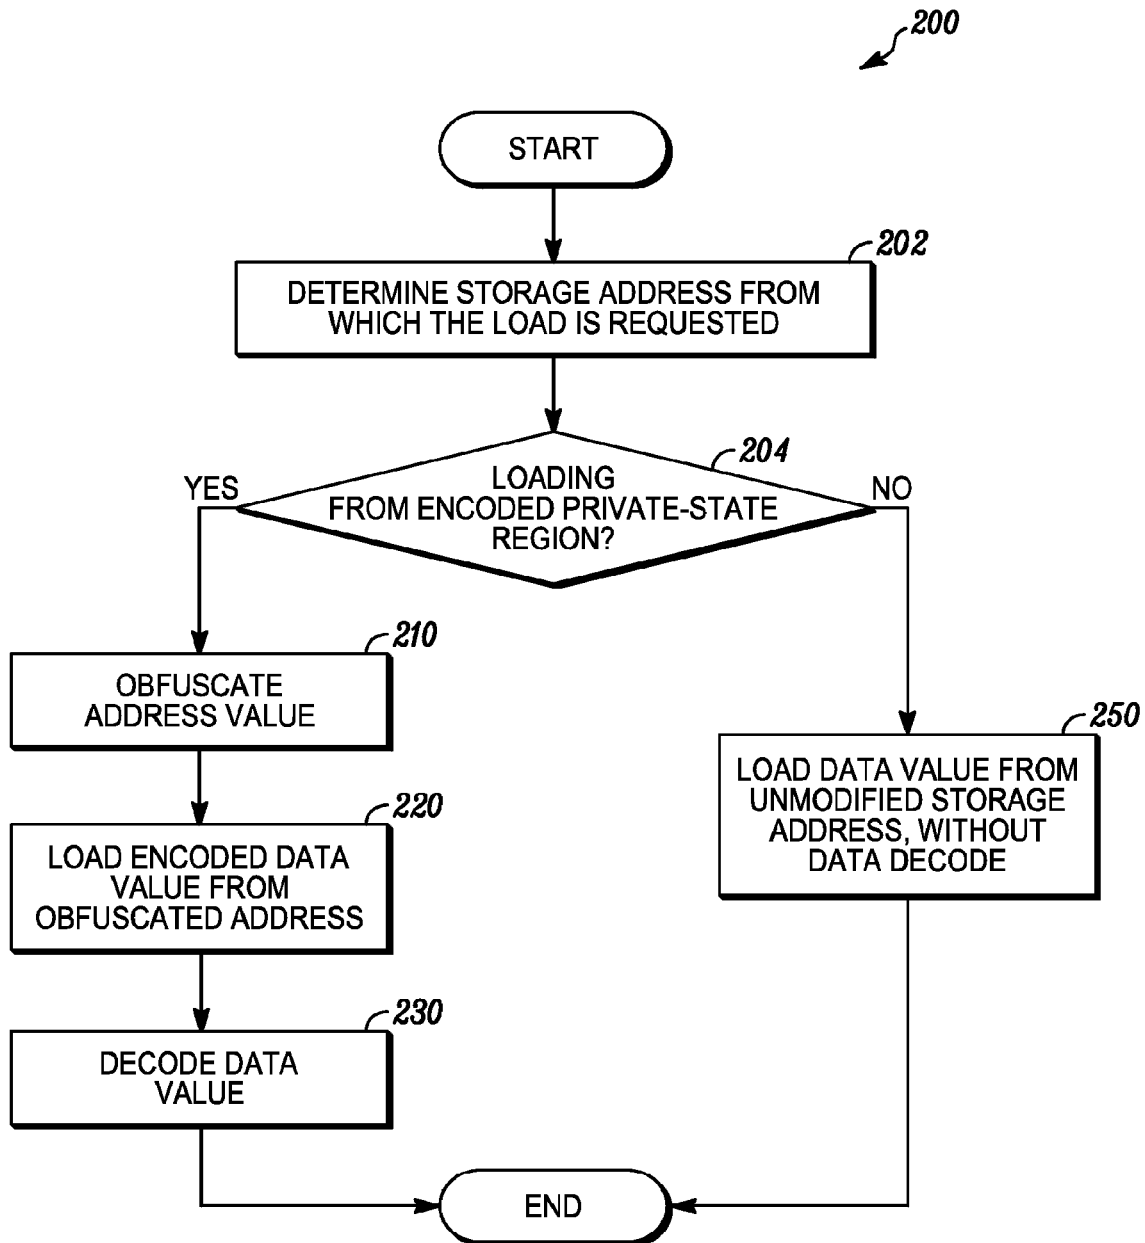 200
START
202
DETERMINE STORAGE ADDRESS FROM
WHICH THE LOAD IS REQUESTED
204
LOADING
FROM ENCODED PRIVATE-STATE
REGION?
YES
NO
210
OBFUSCATE
ADDRESS VALUE
220
LOAD ENCODED DATA
VALUE FROM
OBFUSCATED ADDRESS
230
DECODE DATA
VALUE
250
LOAD DATA VALUE FROM
UNMODIFIED STORAGE
ADDRESS, WITHOUT
DATA DECODE
END